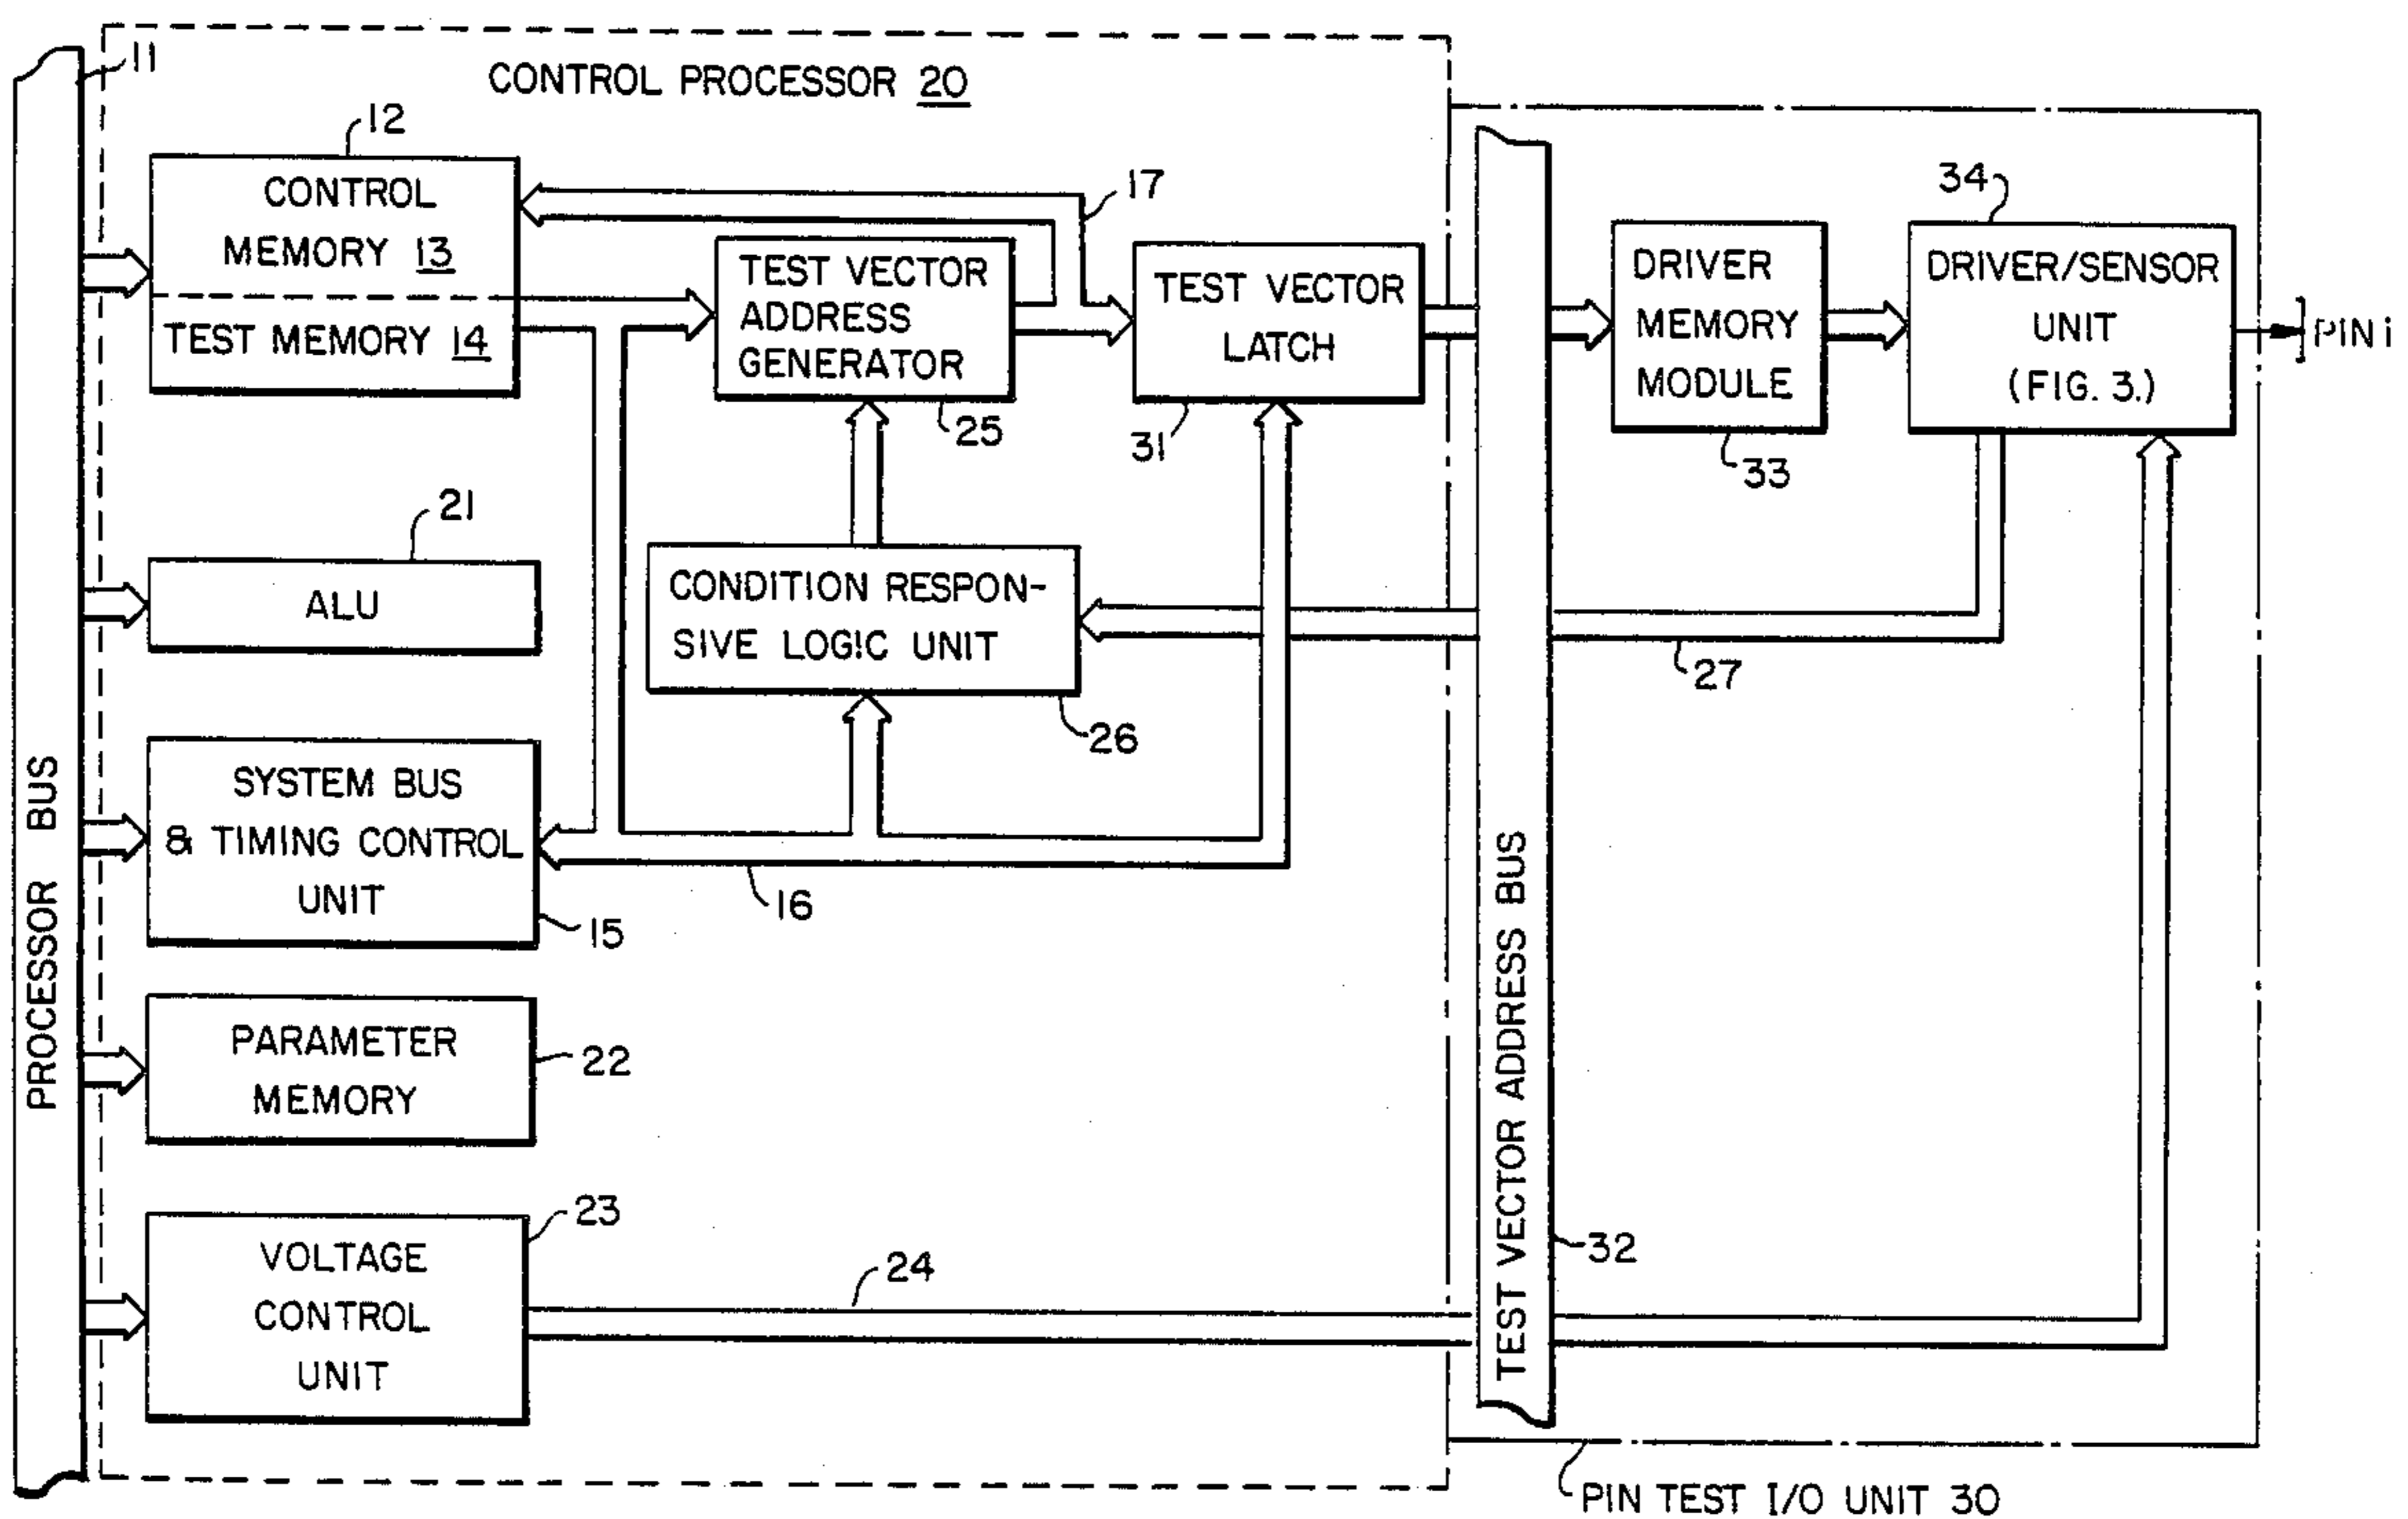 11
CONTROL PROCESSOR 20
12
CONTROL
MEMORY 13
TEST MEMORY 14
17
TEST VECTOR
ADDRESS
GENERATOR
25
TEST VECTOR
LATCH
31
DRIVER
MEMORY
MODULE
33
34
DRIVER/SENSOR
UNIT
(FIG. 3.)
PIN i
21
ALU
CONDITION RESPON-
SIVE LOGIC UNIT
26
27
SYSTEM BUS
& TIMING CONTROL
UNIT
15
16
PROCESSOR BUS
PARAMETER
MEMORY
22
TEST VECTOR ADDRESS BUS
32
23
VOLTAGE
CONTROL
UNIT
24
PIN TEST I/O UNIT 30